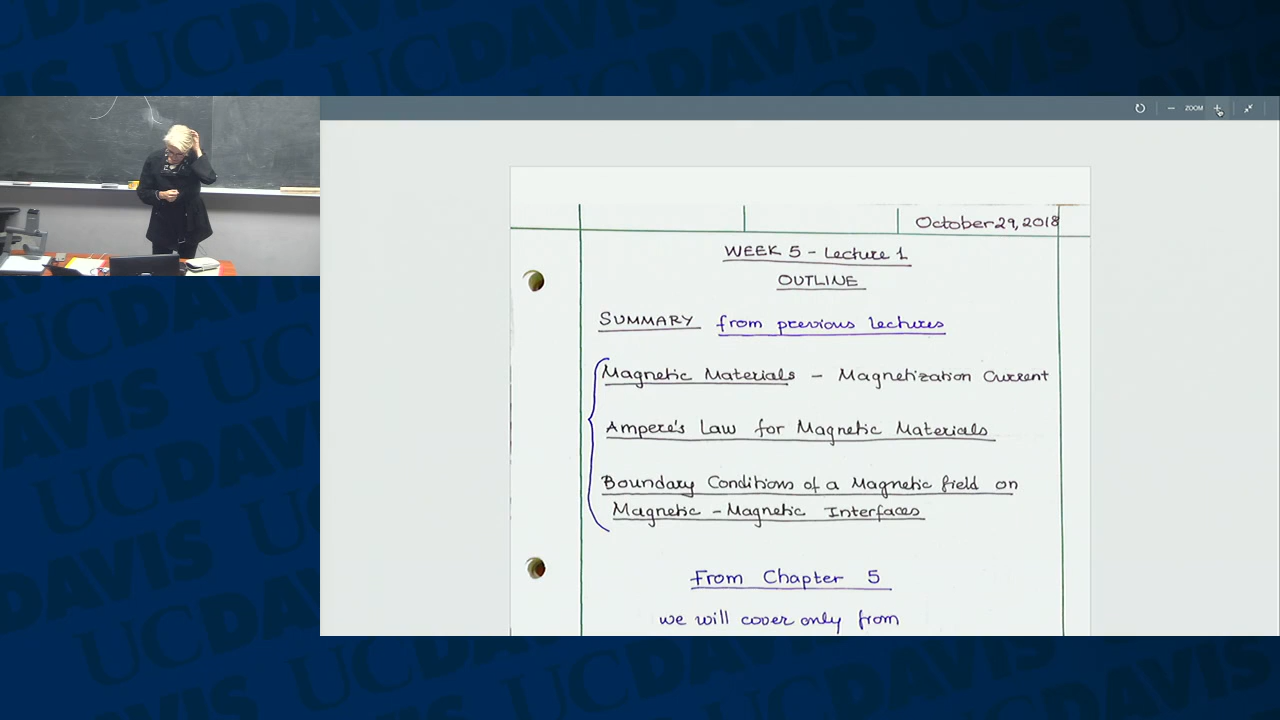 ZOOM
October 29, 2018
WEEK 5 - Lecture 1
OUTLINE
SUMMARY from previous lectures
Magnetic Materials - Magnetization Current
Ampere's Law for Magnetic Materials
Boundary Conditions of a Magnetic field on
Magnetic - Magnetic Interfaces
From Chapter 5
we will cover only from
UCDAVIS